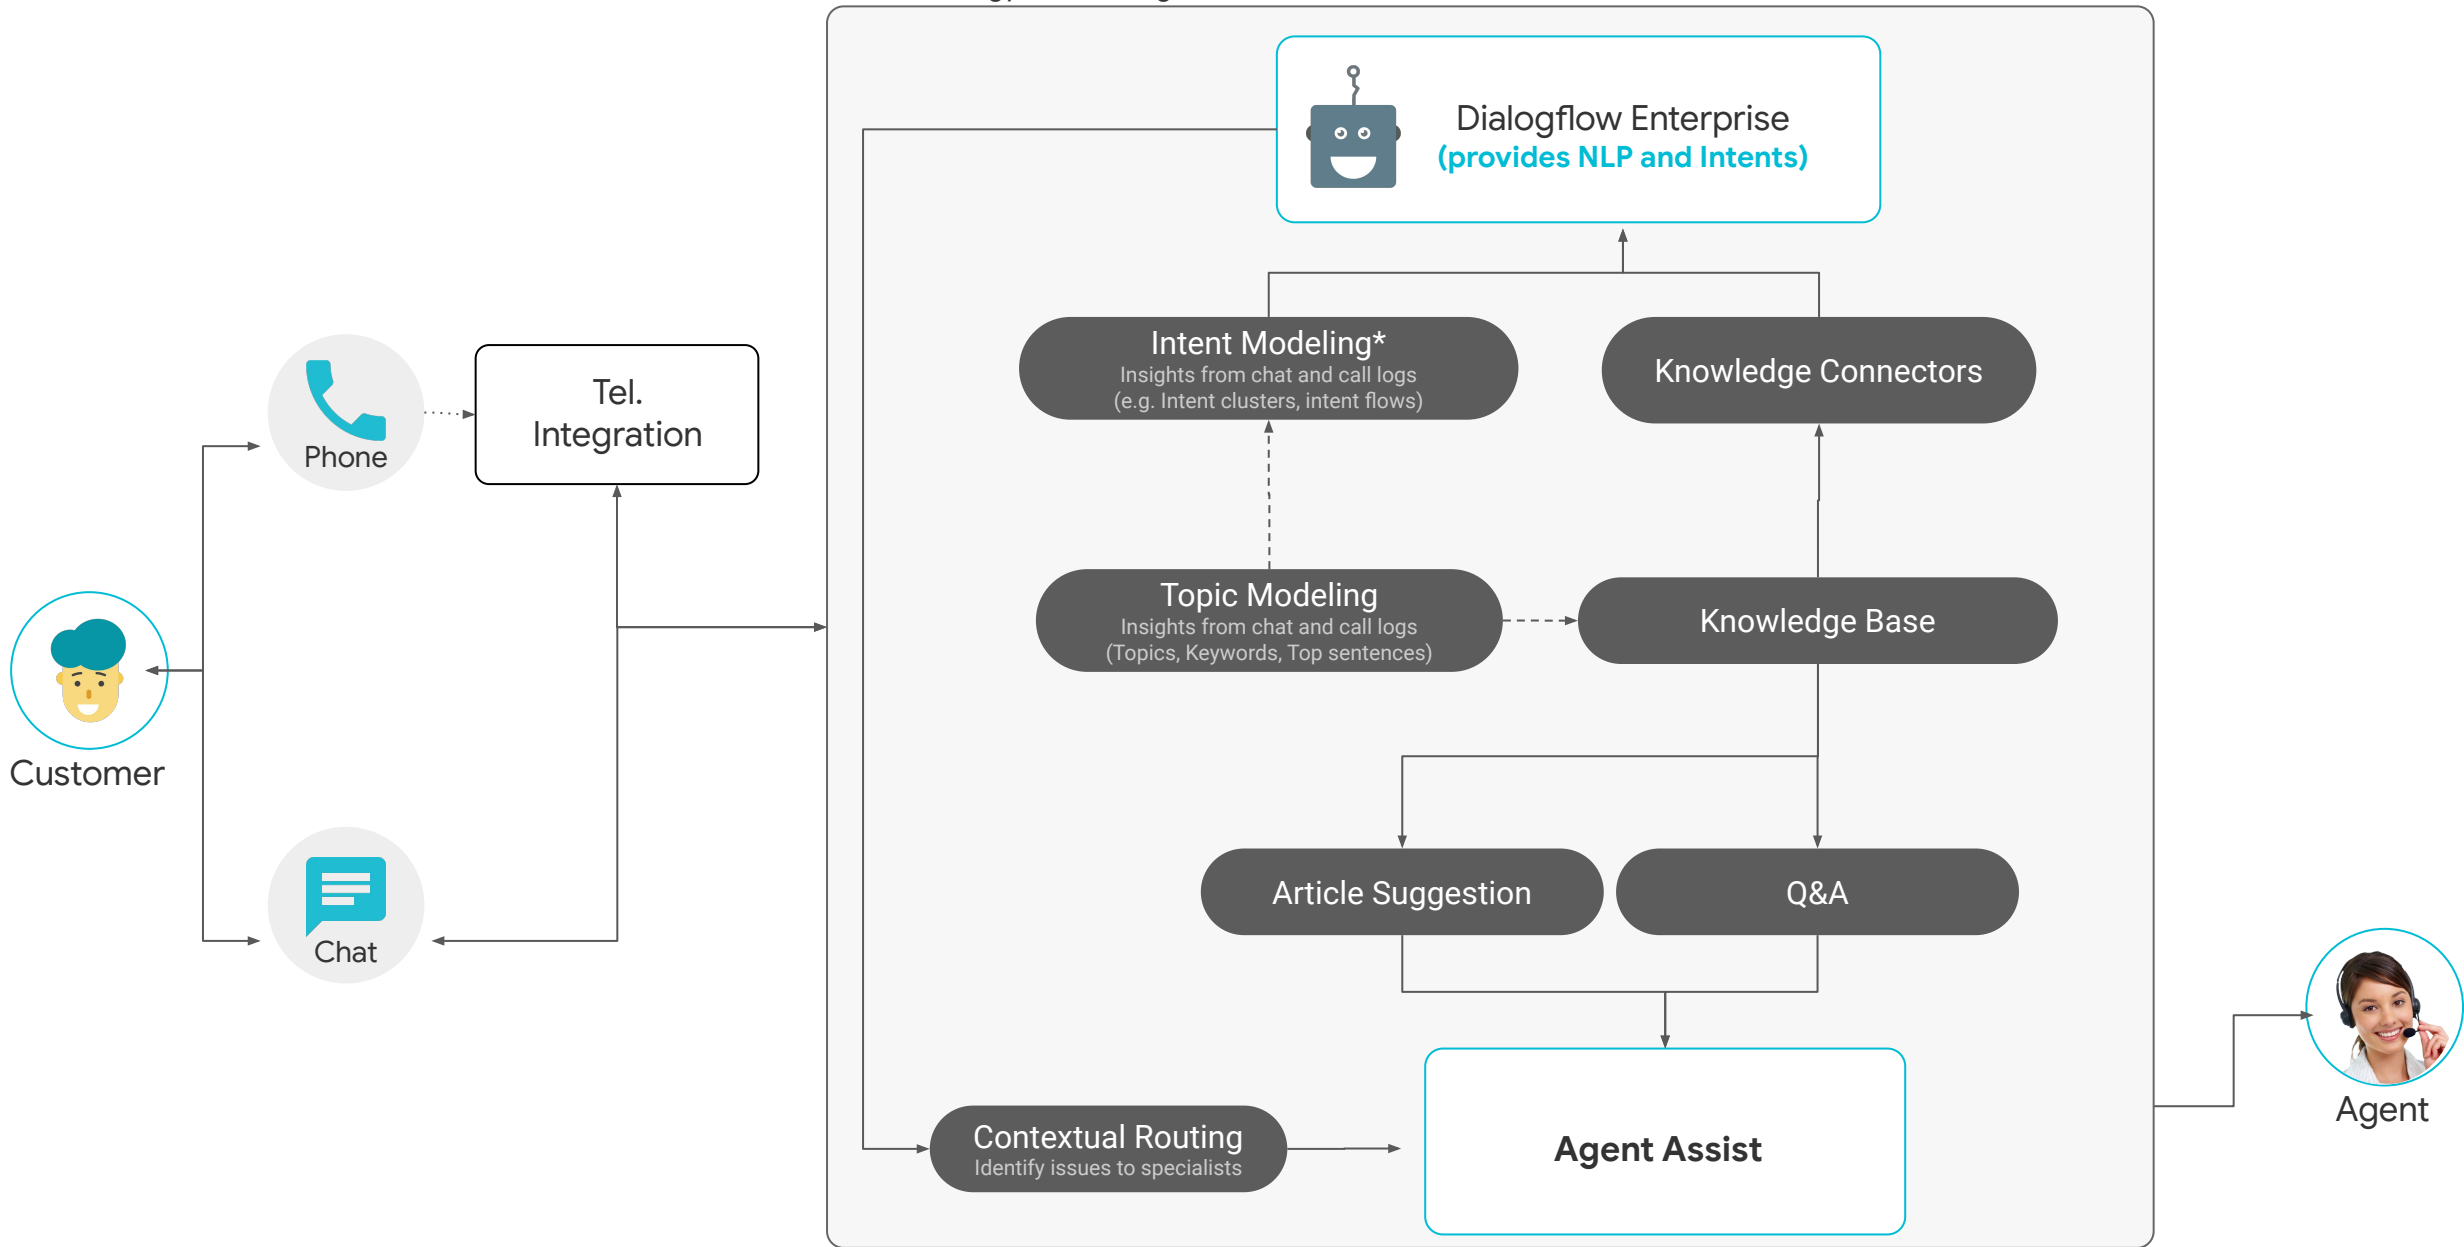 Dialogflow Enterprise
(provides NLP and Intents)
Intent Modeling*
Insights from chat and call logs
(e.g. Intent clusters, intent flows)
Knowledge Connectors
Tel.
Integration
Phone
Topic Modeling
Insights from chat and call logs
(Topics, Keywords, Top sentences)
Knowledge Base
Customer
Article Suggestion
Q&A
Chat
Contextual Routing
Identify issues to specialists
Agent Assist
Agent